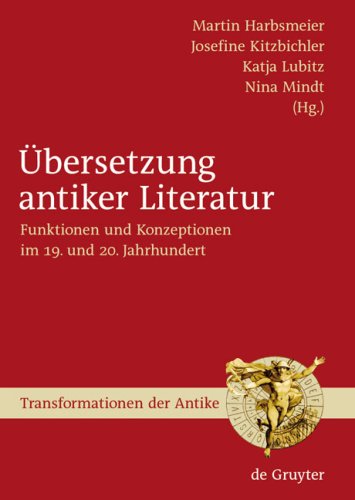 Martin Harbsmeier
Josefine Kitzbichler
Katja Lubitz
Nina Mindt
(Hg.)
Übersetzung
antiker Literatur
Funktionen und Konzeptionen
im 19. und 20. Jahrhundert
Transformationen der Antike
de Gruyter